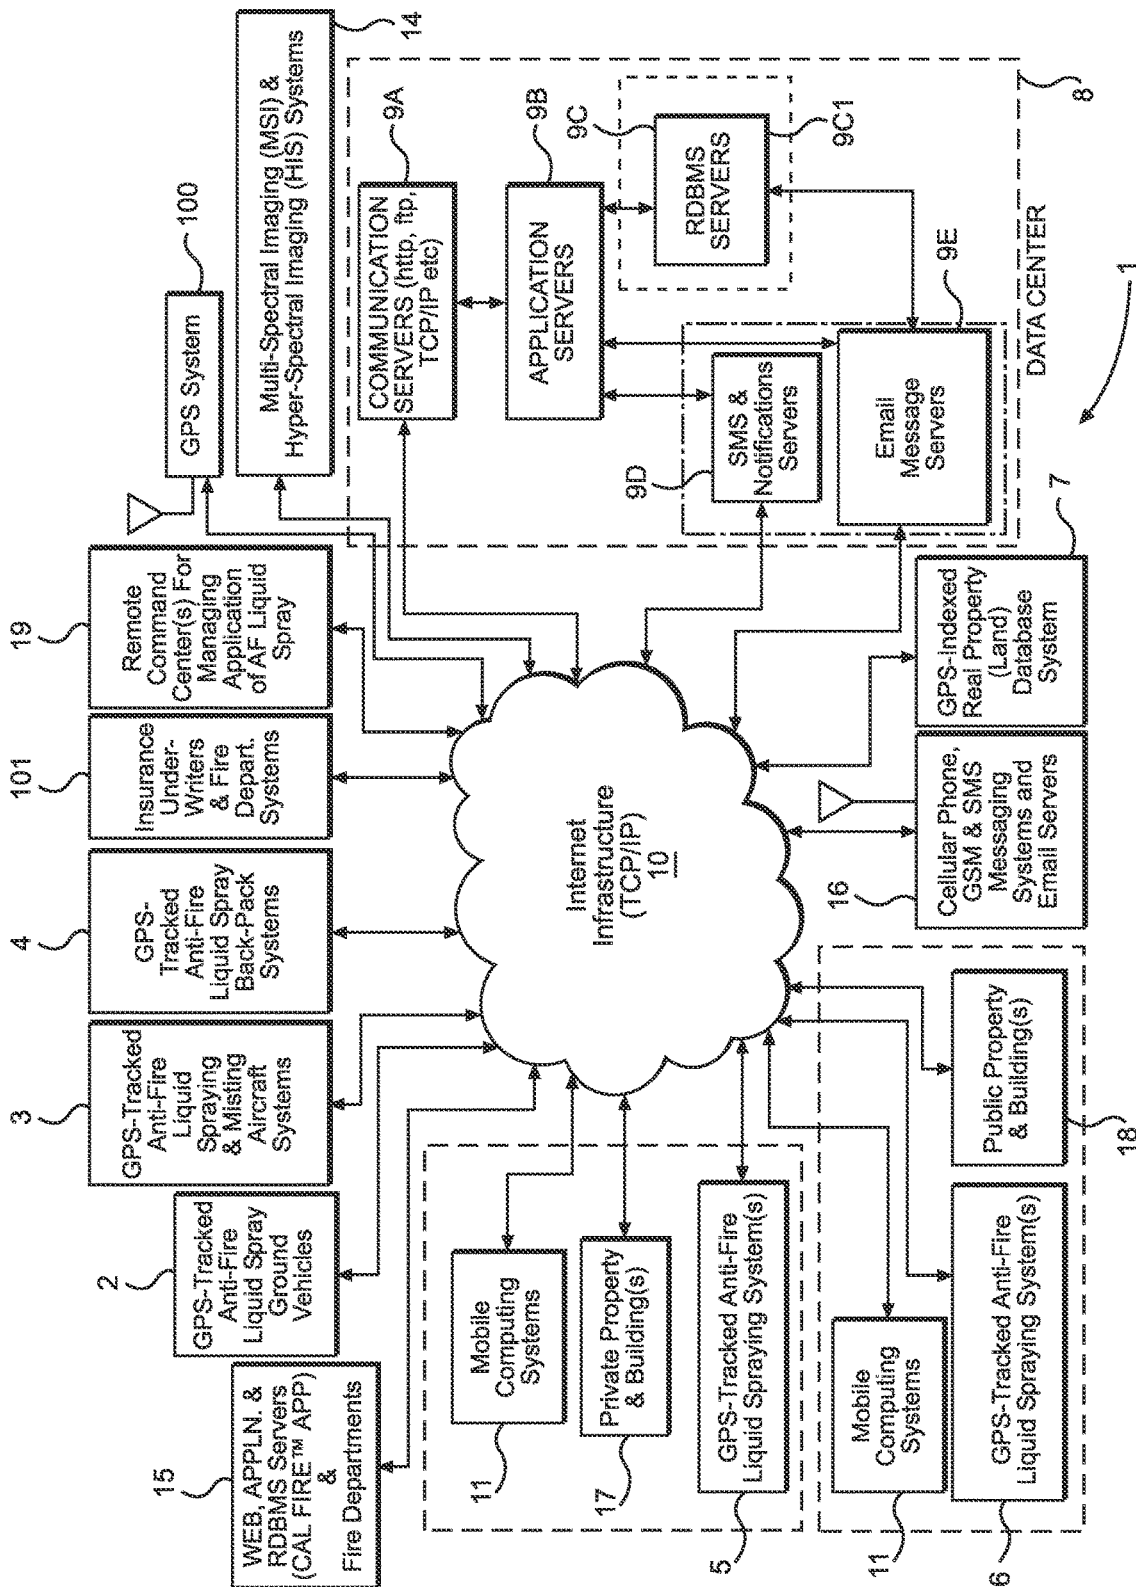 15
WEB, APPLN. &
RDBMS Servers
(CAL FIRE™ APP)
&
Fire Departments
2
GPS-Tracked
Anti-Fire
Liquid Spray
Ground
Vehicles
3
GPS-Tracked
Anti-Fire
Liquid
Spraying
& Misting
Aircraft
Systems
4
GPS-
Tracked
Anti-Fire
Liquid Spray
Back-Pack
Systems
101
Insurance
Under-
Writers
& Fire
Depart.
Systems
19
Remote
Command
Center(s) For
Managing
Application
of AF Liquid
Spray
GPS System
100
Multi-Spectral Imaging (MSI) &
Hyper-Spectral Imaging (HIS) Systems
14
Mobile
Computing
Systems
11
Private Property
& Building(s)
17
GPS-Tracked Anti-Fire
Liquid Spraying System(s)
5
Internet
Infrastructure
(TCP/IP)
10
COMMUNICATION
SERVERS (http, ftp,
TCP/IP etc)
9A
APPLICATION
SERVERS
9B
9C
RDBMS
SERVERS
9C1
9D
SMS &
Notifications
Servers
9E
Email
Message
Servers
8
DATA CENTER
1
Mobile
Computing
Systems
11
GPS-Tracked Anti-Fire
Liquid Spraying System(s)
6
Public Property
& Building(s)
18
16
Cellular Phone,
GSM & SMS
Messaging
Systems and
Email Servers
GPS-Indexed
Real Property
(Land)
Database
System
7